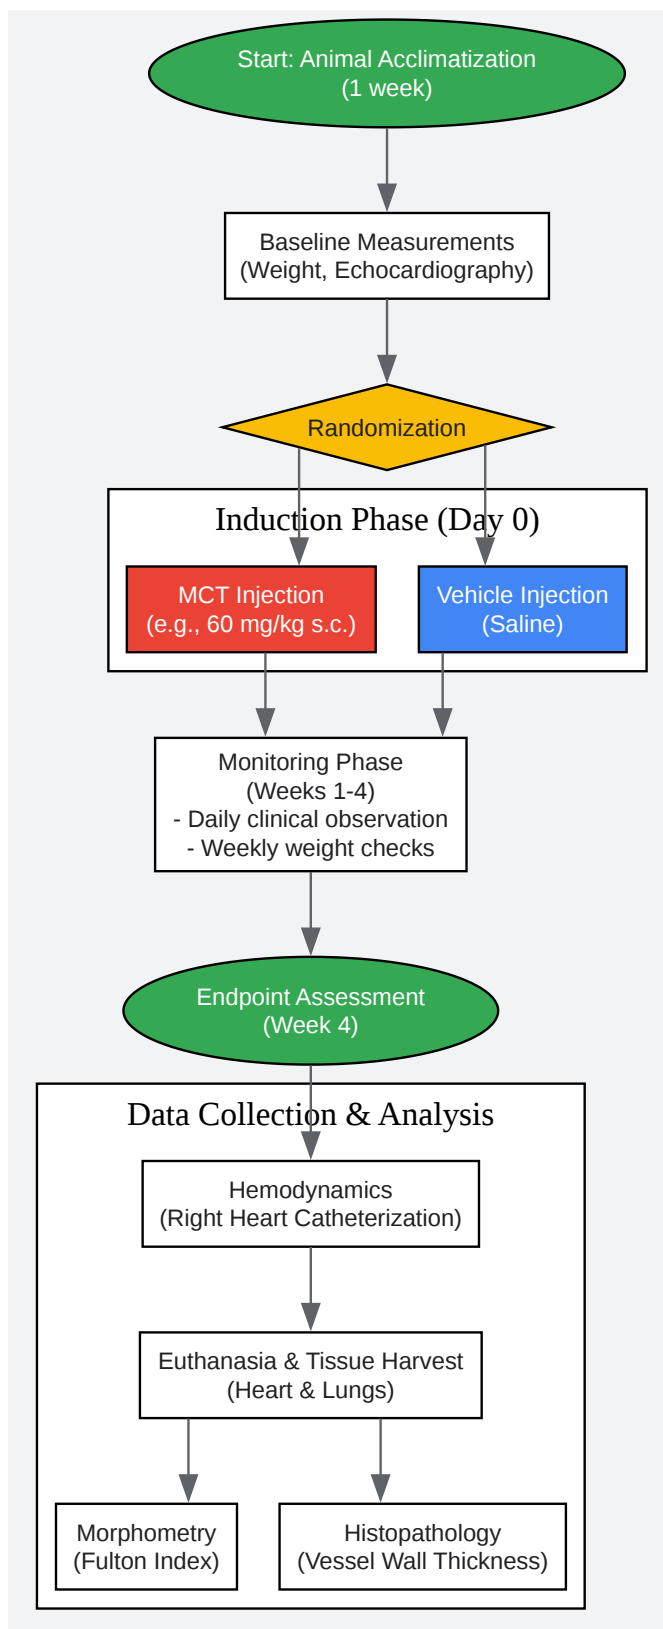 Start: Animal Acclimatization
(1 week)
Baseline Measurements
(Weight, Echocardiography)
Randomization
Induction Phase (Day 0)
MCT Injection
(e.g., 60 mg/kg s.c.)
Vehicle Injection
(Saline)
Monitoring Phase
(Weeks 1-4)
- Daily clinical observation
- Weekly weight checks
Endpoint Assessment
(Week 4)
Data Collection & Analysis
Hemodynamics
(Right Heart Catheterization)
Euthanasia & Tissue Harvest
(Heart & Lungs)
Morphometry
(Fulton Index)
Histopathology
(Vessel Wall Thickness)